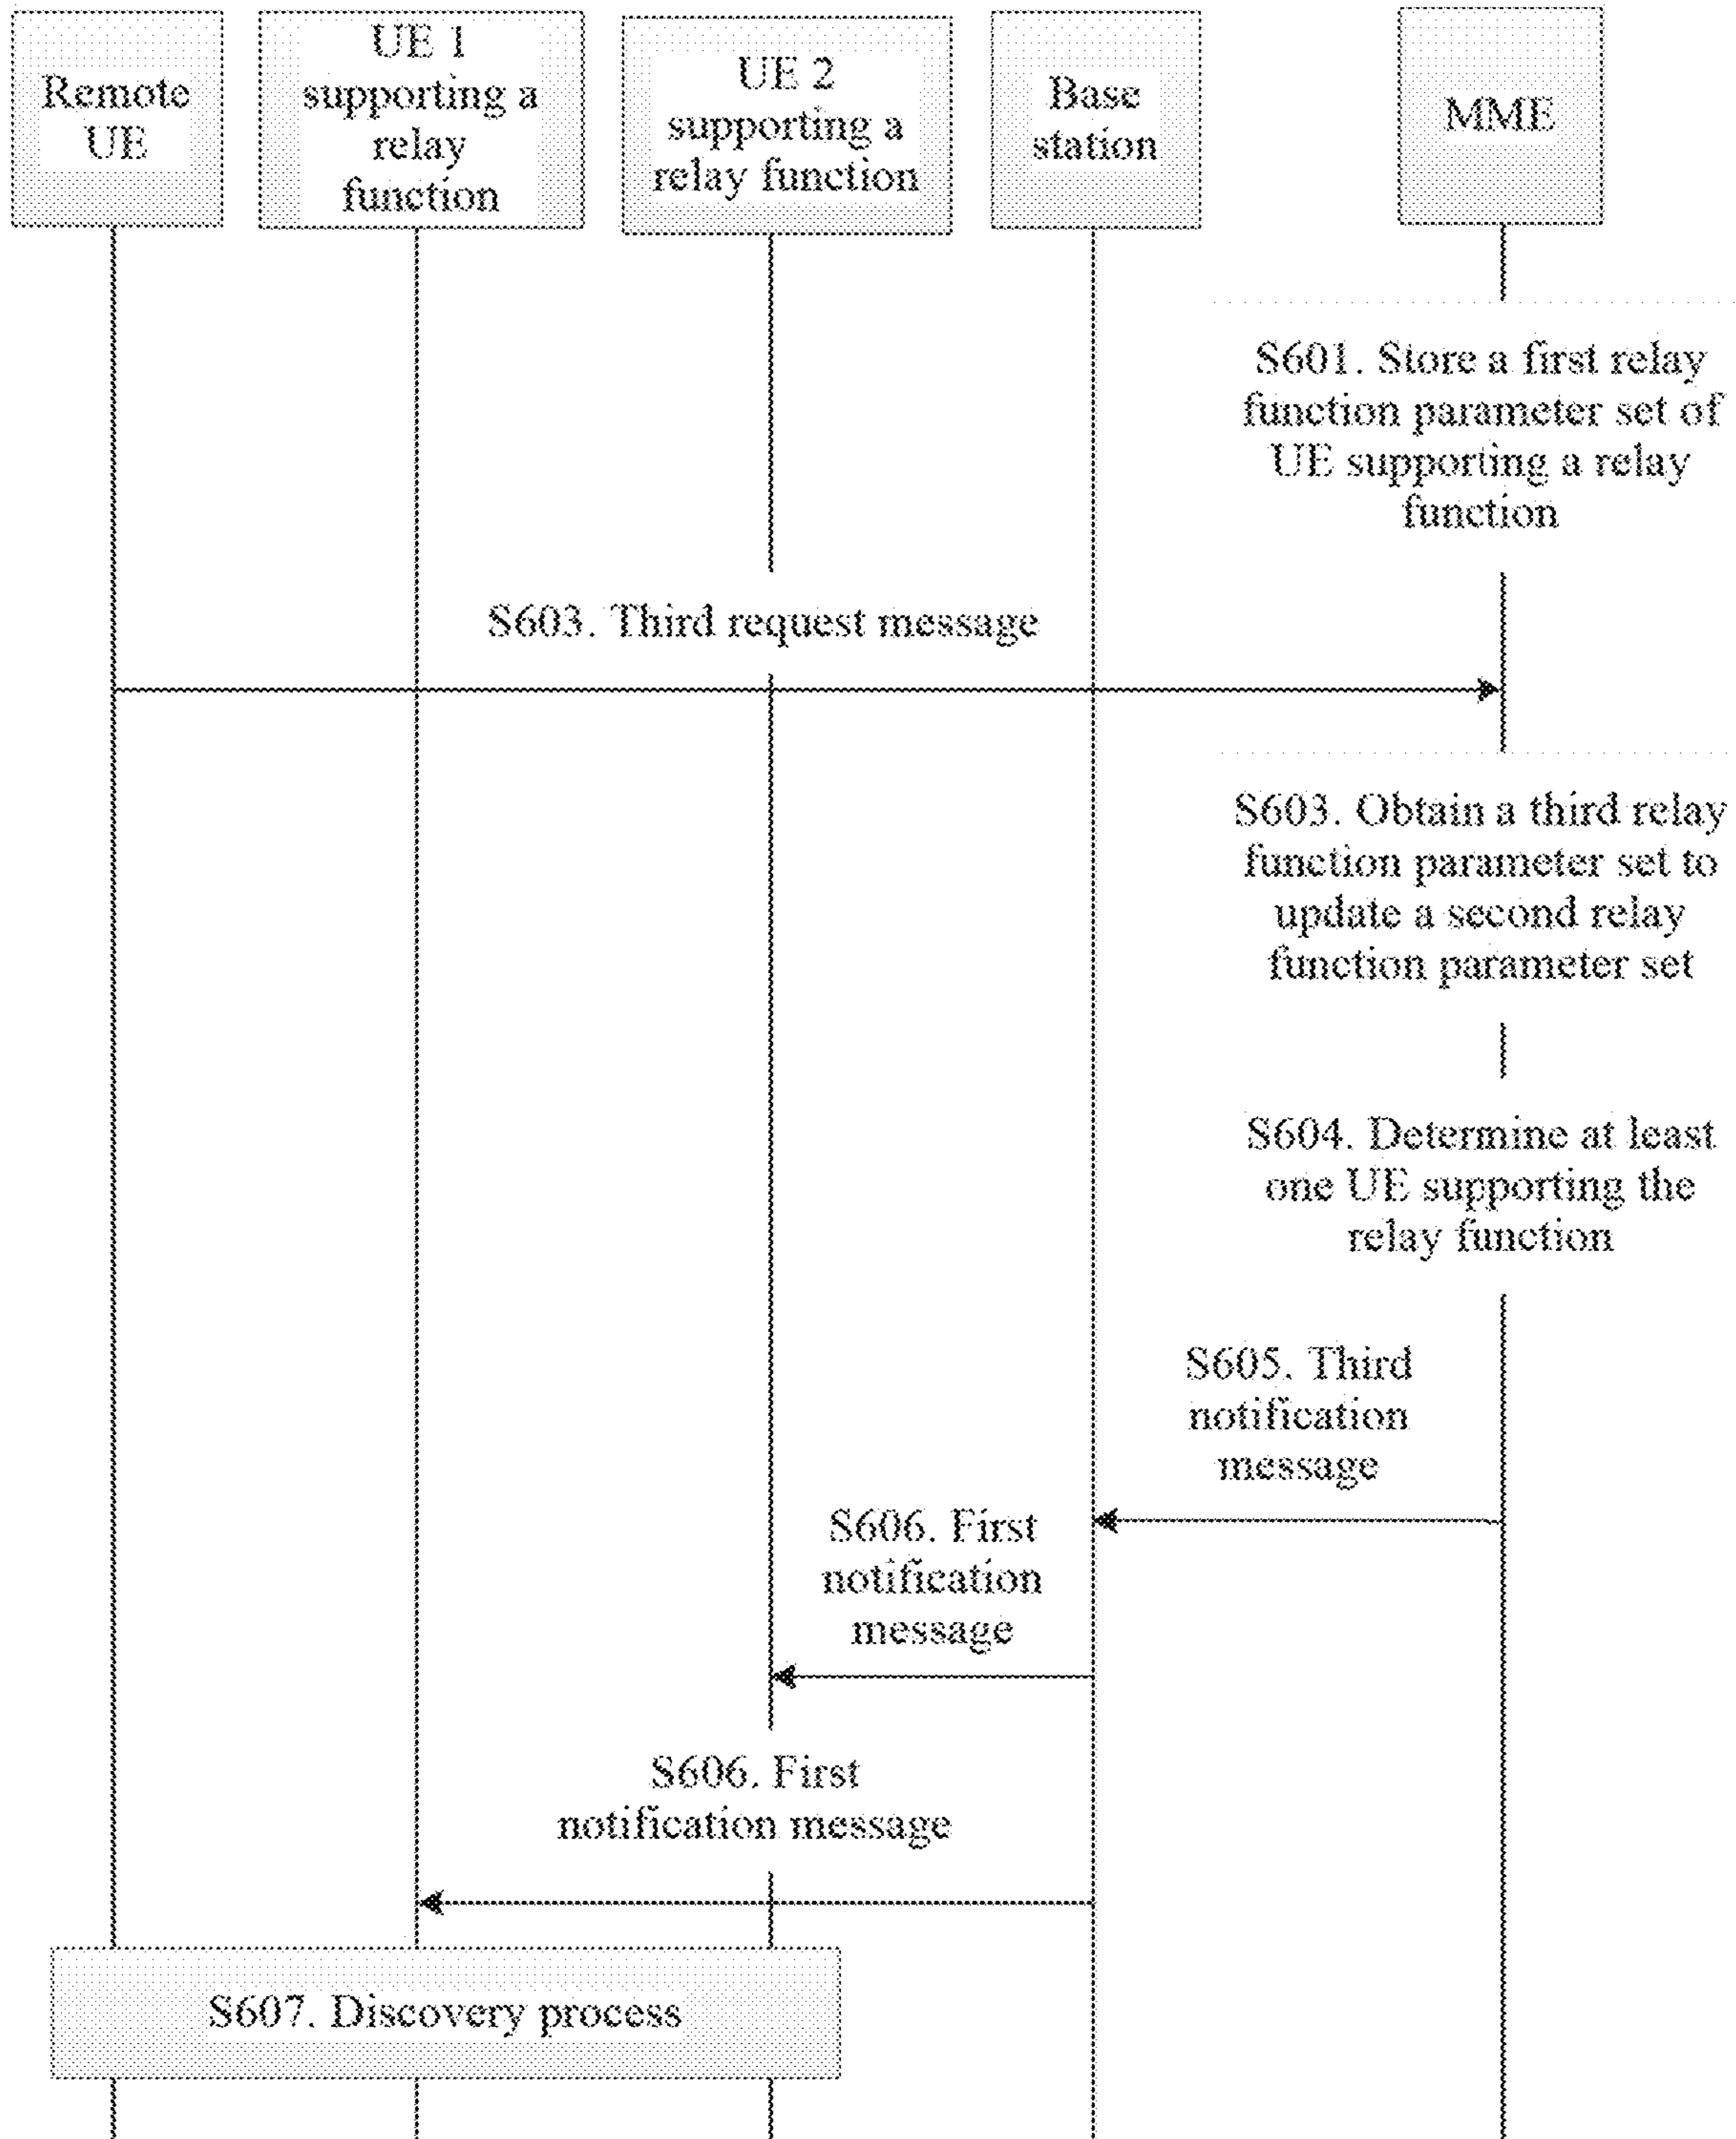 Remote
UE
UE 1
supporting a
relay
function
UE 2
supporting a
relay function
Base
station
MME
S601. Store a first relay
function parameter set of
UE supporting a relay
function
S603. Third request message
S603. Obtain a third relay
function parameter set to
update a second relay
function parameter set
S604. Determine at least
one UE supporting the
relay function
S605. Third
notification
message
S606. First
notification
message
S606. First
notification message
S607. Discovery process